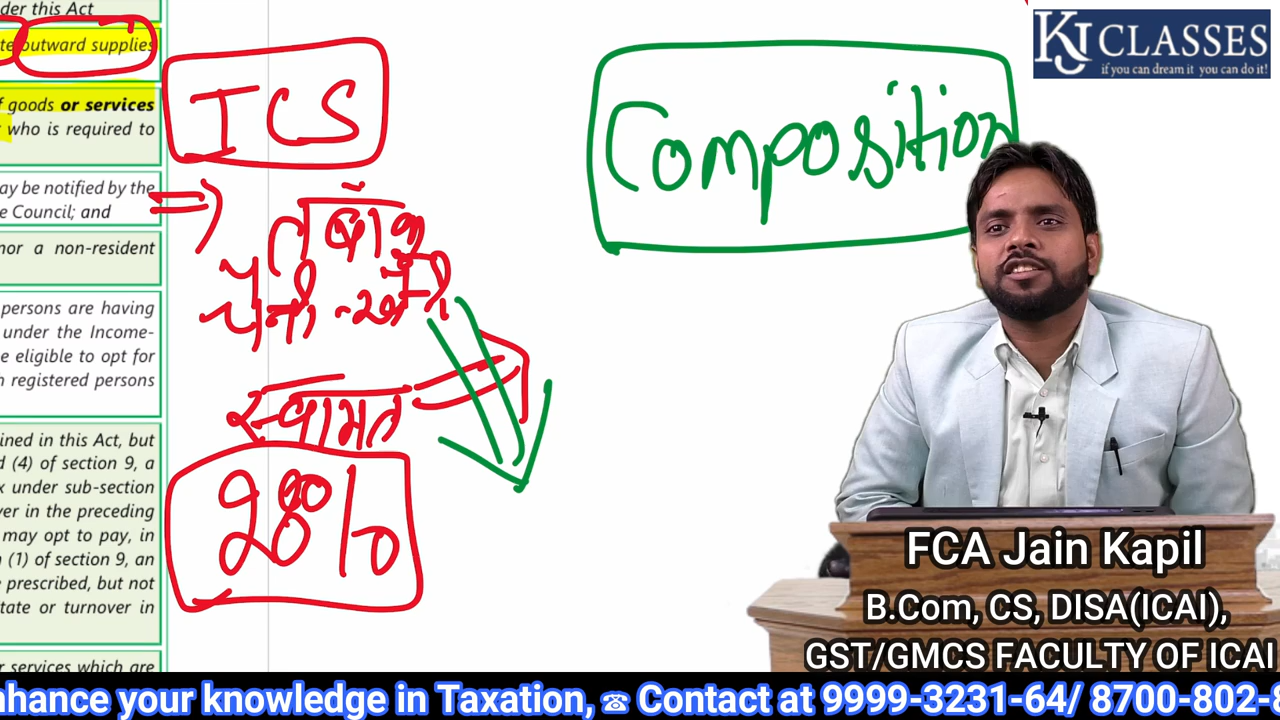 der this Act
te outward supplies
f goods or services
who is required to
ay be notified by the
e Council; and
nor a non-resident
persons are having
under the Income-
e eligible to opt for
n registered persons
ined in this Act, but
d (4) of section 9, a
x under sub-section
ver in the preceding
may opt to pay, in
(1) of section 9, an
e prescribed, but not
tate or turnover in
r services which are
ICS
पान
28%
Composition
KJ CLASSES
if you can dream it you can do it!
FCA Jain Kapil
B.Com, CS, DISA(ICAI),
GST/GMCS FACULTY OF ICAI
nhance your knowledge in Taxation, ☎ Contact at 9999-3231-64/ 8700-802-8